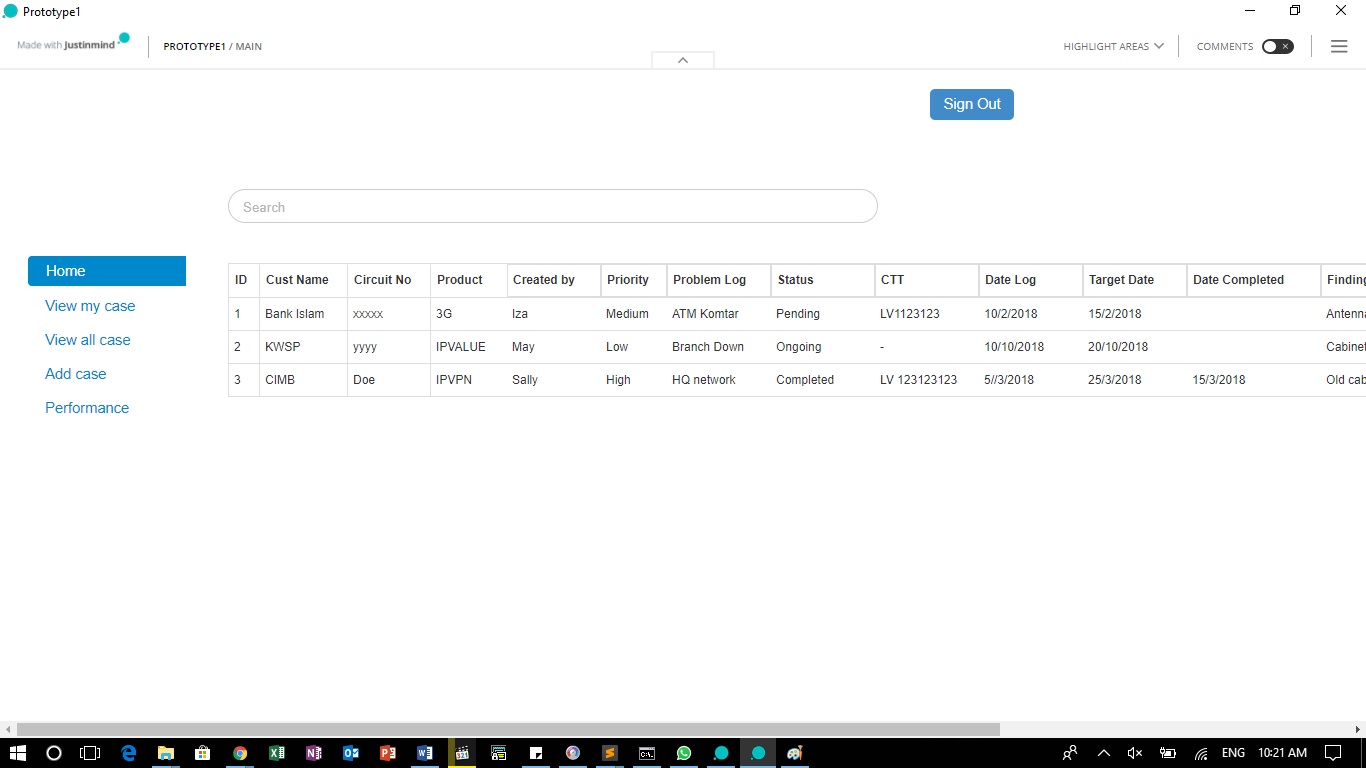 Prototype1
Made with Justinmind
PROTOTYPE1 / MAIN
HIGHLIGHT AREAS
COMMENTS
Sign Out
Search
Home
View my case
View all case
Add case
Performance
ID Cust Name Circuit No Product Created by Priority Problem Log Status CTT Date Log Target Date Date Completed Finding
1 Bank Islam xxxxx 3G Iza Medium ATM Komtar Pending LV1123123 10/2/2018 15/2/2018 Antenna
2 KWSP yyyy IPVALUE May Low Branch Down Ongoing - 10/10/2018 20/10/2018 Cabinet
3 CIMB Doe IPVPN Sally High HQ network Completed LV 123123123 5//3/2018 25/3/2018 15/3/2018 Old cab
ENG 10:21 AM